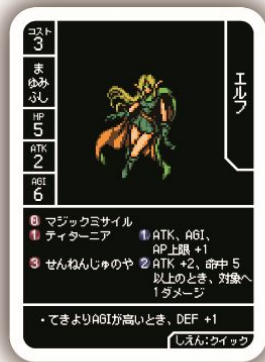 コスト
3
ま
ゆみ
ふし
HP
5
ATK
2
AGI
6
エルフ
⓪ マジックミサイル
① ティターニア
① ATK、AGI、
AP上限 +1
③ せんねんじゅのや
② ATK +2、命中 5
以上のとき、対象へ
1ダメージ
・てきよりAGIが高いとき、DEF +1
しえん:クイック